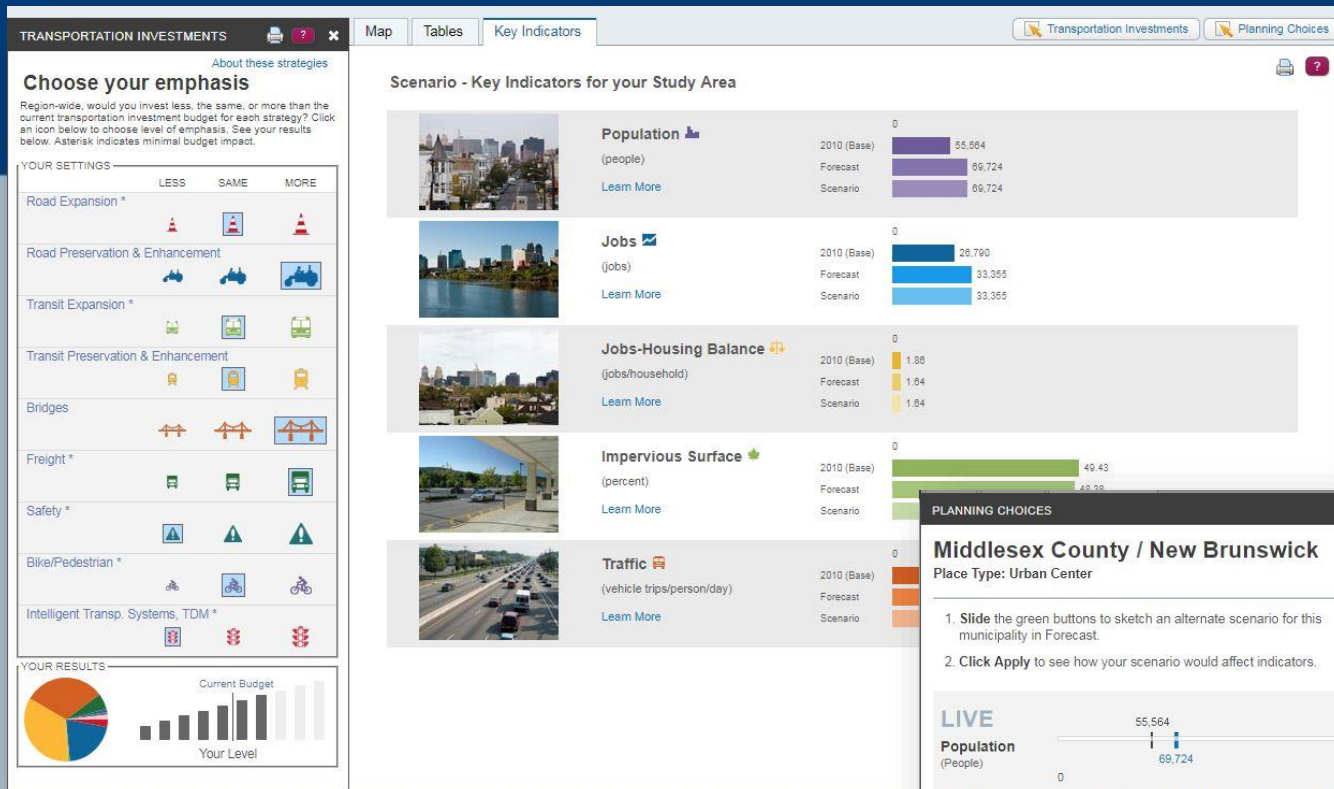 TRANSPORTATION INVESTMENTS
?
Map
Tables
Key Indicators
Transportation Investments
Planning Choices
About these strategies
Choose your emphasis
Region-wide, would you invest less, the same, or more than the
current transportation investment budget for each strategy? Click
an icon below to choose level of emphasis. See your results
below. Asterisk indicates minimal budget impact.
YOUR SETTINGS
LESS SAME MORE
Road Expansion *
Road Preservation & Enhancement
Transit Expansion *
Transit Preservation & Enhancement
Bridges
Freight *
Safety *
Bike/Pedestrian *
Intelligent Transp. Systems, TDM *
YOUR RESULTS
Current Budget
Your Level
?
Scenario - Key Indicators for your Study Area
Population
(people)
Learn More
0
2010 (Base) 55,564
Forecast 69,724
Scenario 69,724
Jobs
(jobs)
Learn More
0
2010 (Base) 26,790
Forecast 33,355
Scenario 33,355
Jobs-Housing Balance
(jobs/household)
Learn More
0
2010 (Base) 1.86
Forecast 1.64
Scenario 1.64
Impervious Surface
(percent)
Learn More
0
2010 (Base) 49.43
Forecast
Scenario
Traffic
(vehicle trips/person/day)
Learn More
0
2010 (Base)
Forecast
Scenario
PLANNING CHOICES
Middlesex County / New Brunswick
Place Type: Urban Center
1. Slide the green buttons to sketch an alternate scenario for this
municipality in Forecast.
2. Click Apply to see how your scenario would affect indicators.
LIVE
Population
(People)
55,564
69,724
0